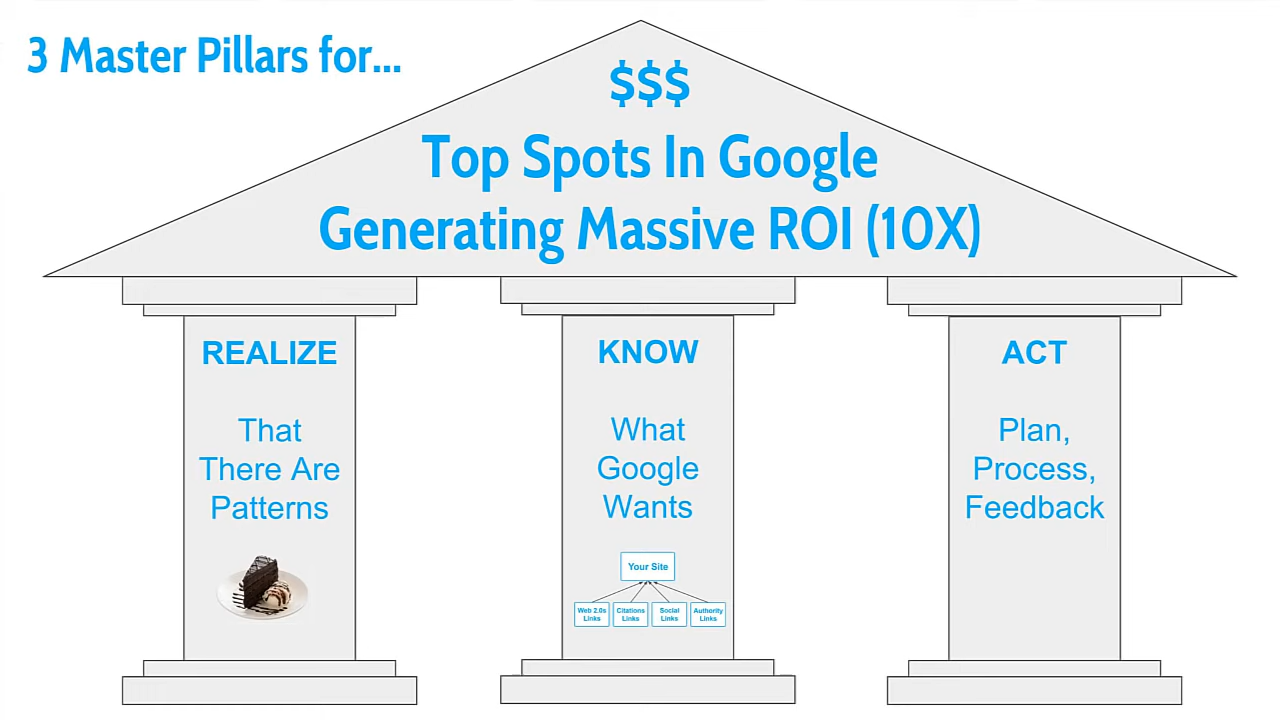 3 Master Pillars for...
$$$
Top Spots In Google
Generating Massive ROI (10X)
REALIZE
That
There Are
Patterns
KNOW
What
Google
Wants
Your Site
Web 2.0s
Links
Citations
Links
Social
Links
Authority
Links
ACT
Plan,
Process,
Feedback